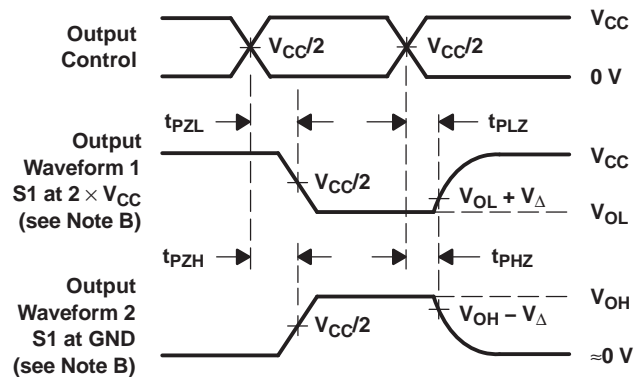 Output
Control
V_CC/2
V_CC/2
V_CC
0 V
t_PZL
t_PLZ
Output
Waveform 1
S1 at 2 × V_CC
(see Note B)
V_CC/2
V_CC
V_OL + V_Δ
V_OL
t_PZH
t_PHZ
Output
Waveform 2
S1 at GND
(see Note B)
V_CC/2
V_OH
V_OH − V_Δ
≈0 V